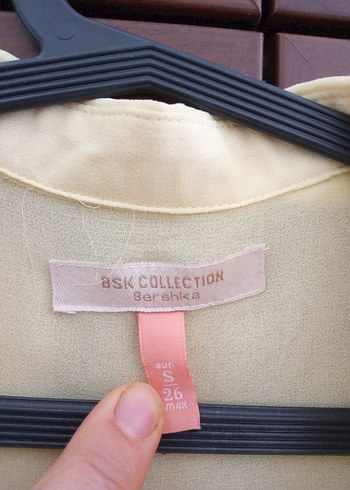 BSK COLLECTION
Bershka
EUR
S
26
mex